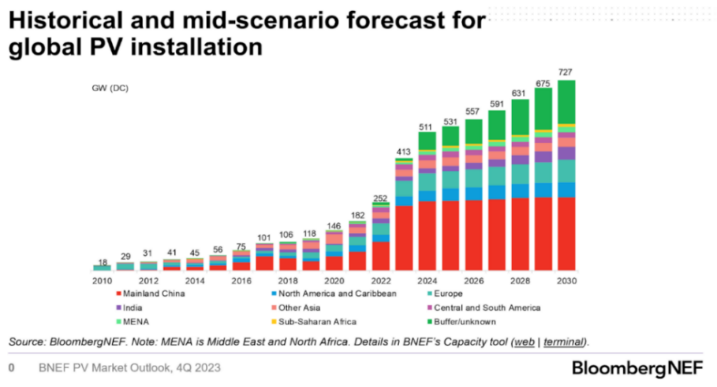 Historical and mid-scenario forecast for
global PV installation
GW (DC)
18
29
31
41
45
56
75
101
106
118
146
182
252
413
511
531
557
591
631
675
727
2010
2012
2014
2016
2018
2020
2022
2024
2026
2028
2030
Mainland China
North America and Caribbean
Europe
India
Other Asia
Central and South America
MENA
Sub-Saharan Africa
Buffer/unknown
Source: BloombergNEF. Note: MENA is Middle East and North Africa. Details in BNEF's Capacity tool (web | terminal).
0 BNEF PV Market Outlook, 4Q 2023
BloombergNEF